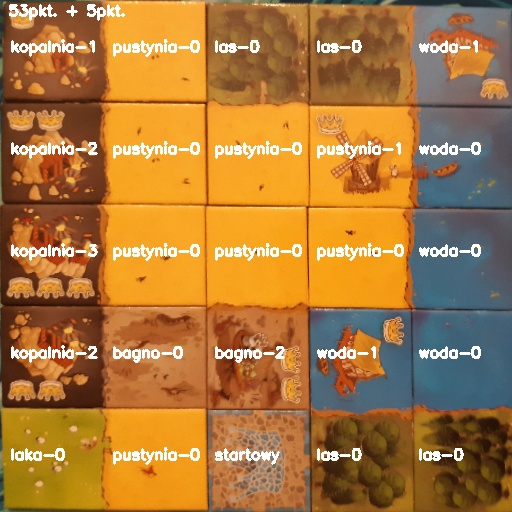 53pkt. + 5pkt.
kopalnia-1 pustynia-0 las-0 las-0 woda-1
kopalnia-2 pustynia-0 pustynia-0 pustynia-1 woda-0
kopalnia-3 pustynia-0 pustynia-0 pustynia-0 woda-0
kopalnia-2 bagno-0 bagno-2 woda-1 woda-0
laka-0 pustynia-0 startowy las-0 las-0